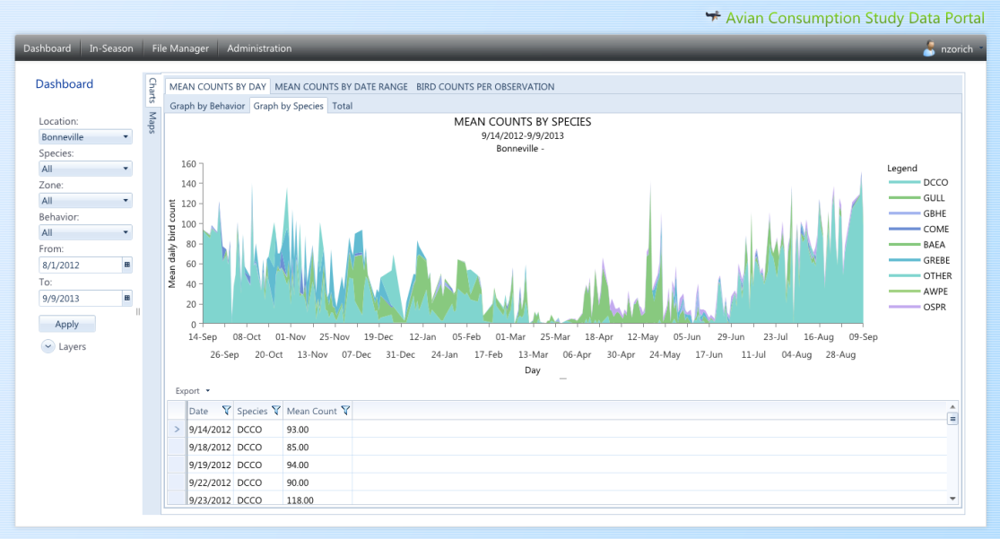 Avian Consumption Study Data Portal
Dashboard In-Season File Manager Administration nzorich
Dashboard
Location:
Bonneville
Species:
All
Zone:
All
Behavior:
All
From:
8/1/2012
To:
9/9/2013
Apply
Layers
Charts
Maps
MEAN COUNTS BY DAY MEAN COUNTS BY DATE RANGE BIRD COUNTS PER OBSERVATION
Graph by Behavior Graph by Species Total
MEAN COUNTS BY SPECIES
9/14/2012-9/9/2013
Bonneville -
Mean daily bird count
160
140
120
100
80
60
40
20
0
14-Sep 08-Oct 01-Nov 25-Nov 19-Dec 12-Jan 05-Feb 01-Mar 25-Mar 18-Apr 12-May 05-Jun 29-Jun 23-Jul 16-Aug 09-Sep
26-Sep 20-Oct 13-Nov 07-Dec 31-Dec 24-Jan 17-Feb 13-Mar 06-Apr 30-Apr 24-May 17-Jun 11-Jul 04-Aug 28-Aug
Day
Legend
DCCO
GULL
GBHE
COME
BAEA
GREBE
OTHER
AWPE
OSPR
Export
Date Species Mean Count
9/14/2012 DCCO 93.00
9/18/2012 DCCO 85.00
9/19/2012 DCCO 94.00
9/22/2012 DCCO 90.00
9/23/2012 DCCO 118.00